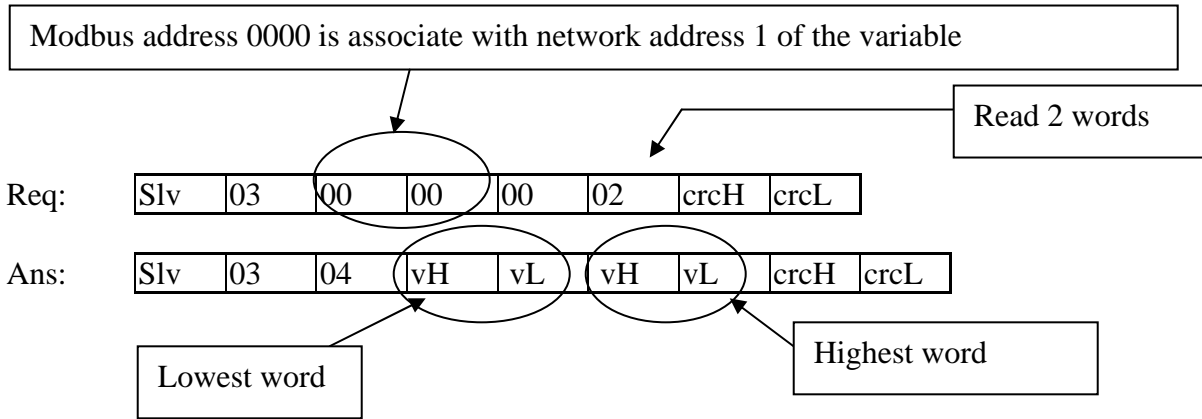 Modbus address 0000 is associate with network address 1 of the variable
Read 2 words
Req: Slv 03 00 00 00 02 crcH crcL
Ans: Slv 03 04 vH vL vH vL crcH crcL
Lowest word
Highest word